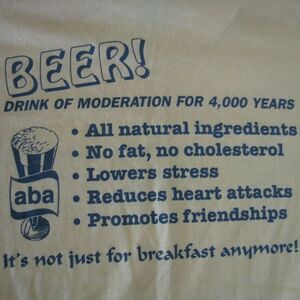 BEER!
DRINK OF MODERATION FOR 4,000 YEARS
• All natural ingredients
• No fat, no cholesterol
• Lowers stress
• Reduces heart attacks
• Promotes friendships
aba
It's not just for breakfast anymore!